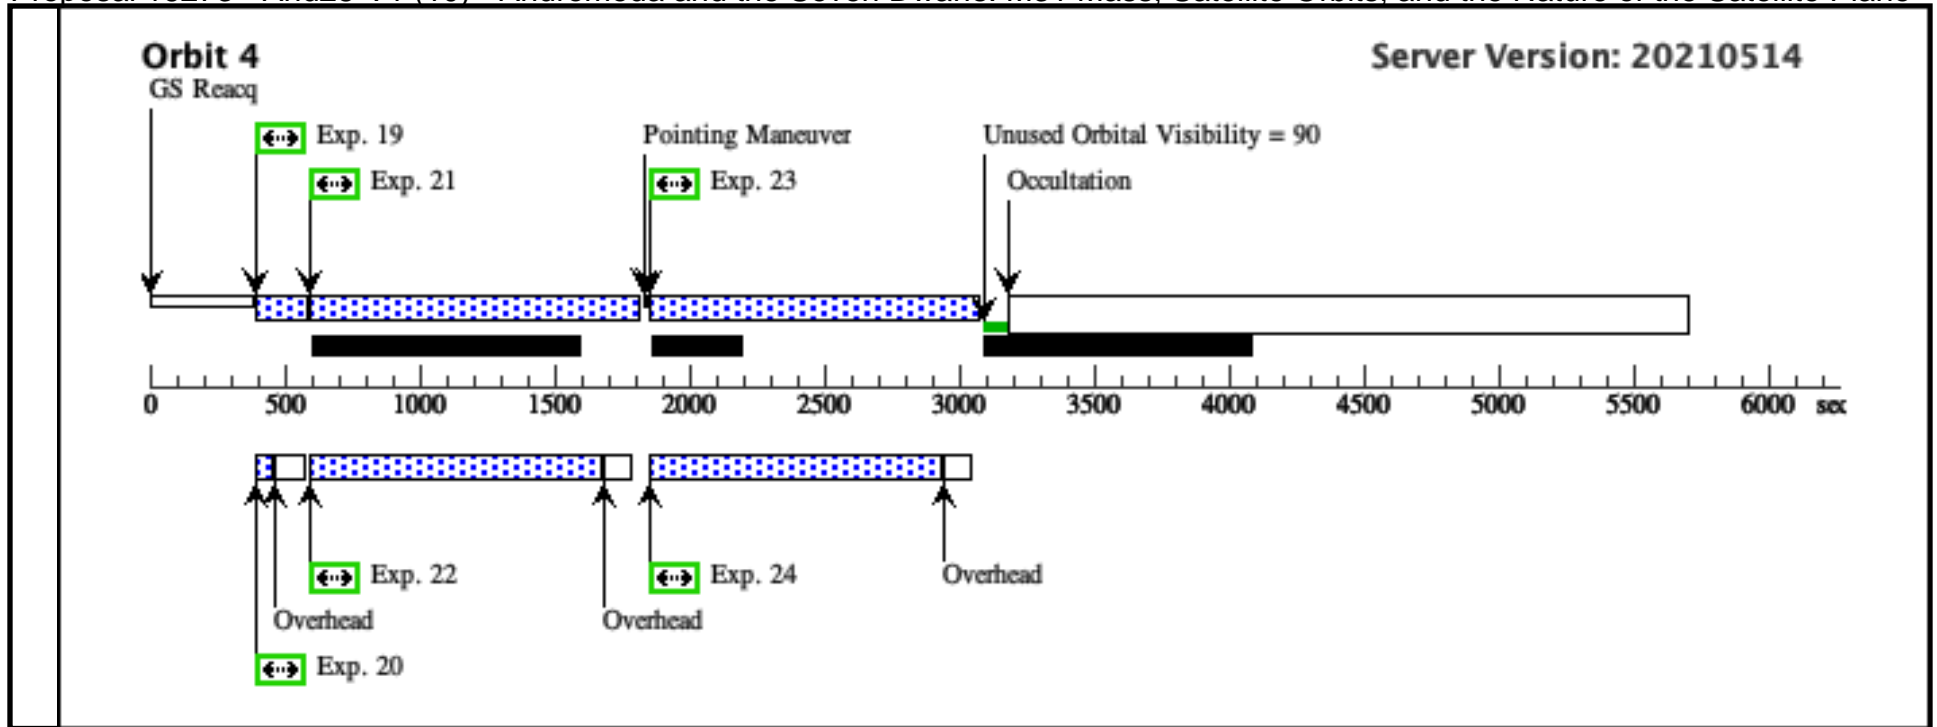 Orbit 4
Server Version: 20210514
GS Reacq
Exp. 19
Pointing Maneuver
Unused Orbital Visibility = 90
Exp. 21
Exp. 23
Occultation
0 500 1000 1500 2000 2500 3000 3500 4000 4500 5000 5500 6000 sec
Exp. 22
Exp. 24
Overhead
Overhead
Overhead
Exp. 20